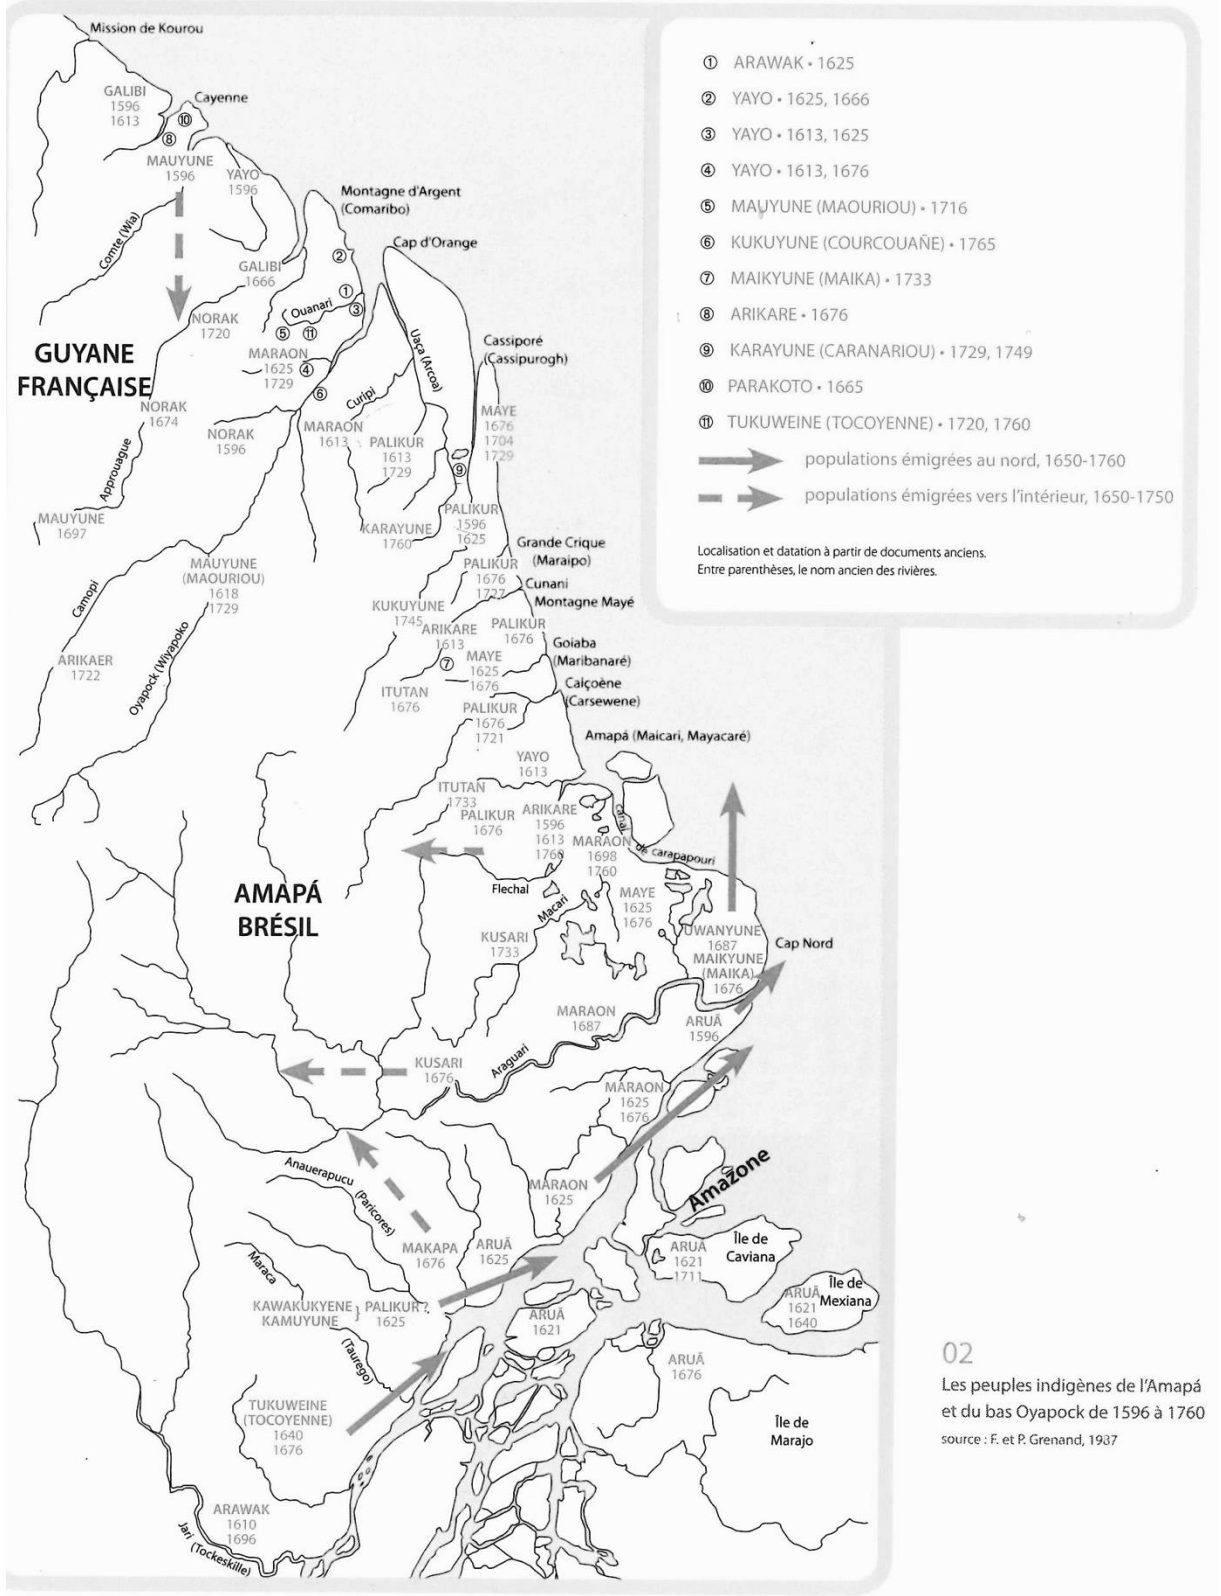 Mission de Kourou
GALIBI
1596
1613
Cayenne
⑩
⑧
MAUYUNE
1596
YAYO
1596
Comte (Wia)
Montagne d'Argent
(Comaribo)
Cap d'Orange
②
GALIBI
1666
①
Ouanari
③
NORAK
1720
⑤
⑪
Uaça (Arcoa)
Cassiporé
(Cassipurogh)
MARAON
1625
1729
④
⑥
GUYANE
FRANÇAISE
Curipi
NORAK
1674
NORAK
1596
MARAON
1613
PALIKUR
1613
1729
MAYE
1676
1704
1729
Approuague
⑨
MAUYUNE
1697
KARAYUNE
1760
PALIKUR
1596
1625
Grande Crique
(Maraipo)
MAUYUNE
(MAOURIOU)
1618
1729
PALIKUR
1676
1727
Cunani
Montagne Mayé
Camopi
KUKUYUNE
1745
ARIKARE
1613
PALIKUR
1676
Goiaba
(Maribanaré)
ARIKAER
1722
Oyapock (Wiyapoko
⑦
MAYE
1625
1676
ITUTAN
1676
Calçoène
(Carsewene)
PALIKUR
1676
1721
Amapá (Maicari, Mayacaré)
YAYO
1613
ITUTAN
1733
PALIKUR
1676
ARIKARE
1596
1613
1760
canal de carapapouri
MARAON
1698
1760
Flechal
AMAPÁ
BRÉSIL
Macari
MAYE
1625
1676
KUSARI
1733
UWANYUNE
1687
MAIKYUNE
(MAIKA)
1676
Cap Nord
MARAON
1687
ARUÃ
1596
Araguari
KUSARI
1676
MARAON
1625
1676
Anauerapucu (Paricores)
MARAON
1625
Amazone
MAKAPA
1676
ARUÃ
1625
ARUÃ
1621
1711
Île de
Caviana
Maraca
KAWAKUKYENE
KAMUYUNE
} PALIKUR ?
1625
ARUÃ
1621
ARUÃ
1621
1640
Île de
Mexiana
(Taurego)
ARUÃ
1676
TUKUWEINE
(TOCOYENNE)
1640
1676
Île de
Marajo
ARAWAK
1610
1696
Jari (Tockeskille)
① ARAWAK • 1625
② YAYO • 1625, 1666
③ YAYO • 1613, 1625
④ YAYO • 1613, 1676
⑤ MAUYUNE (MAOURIOU) • 1716
⑥ KUKUYUNE (COURCOUAÑE) • 1765
⑦ MAIKYUNE (MAIKA) • 1733
⑧ ARIKARE • 1676
⑨ KARAYUNE (CARANARIOU) • 1729, 1749
⑩ PARAKOTO • 1665
⑪ TUKUWEINE (TOCOYENNE) • 1720, 1760
populations émigrées au nord, 1650-1760
populations émigrées vers l'intérieur, 1650-1750
Localisation et datation à partir de documents anciens.
Entre parenthèses, le nom ancien des rivières.
02
Les peuples indigènes de l'Amapá
et du bas Oyapock de 1596 à 1760
source : F. et P. Grenand, 1987